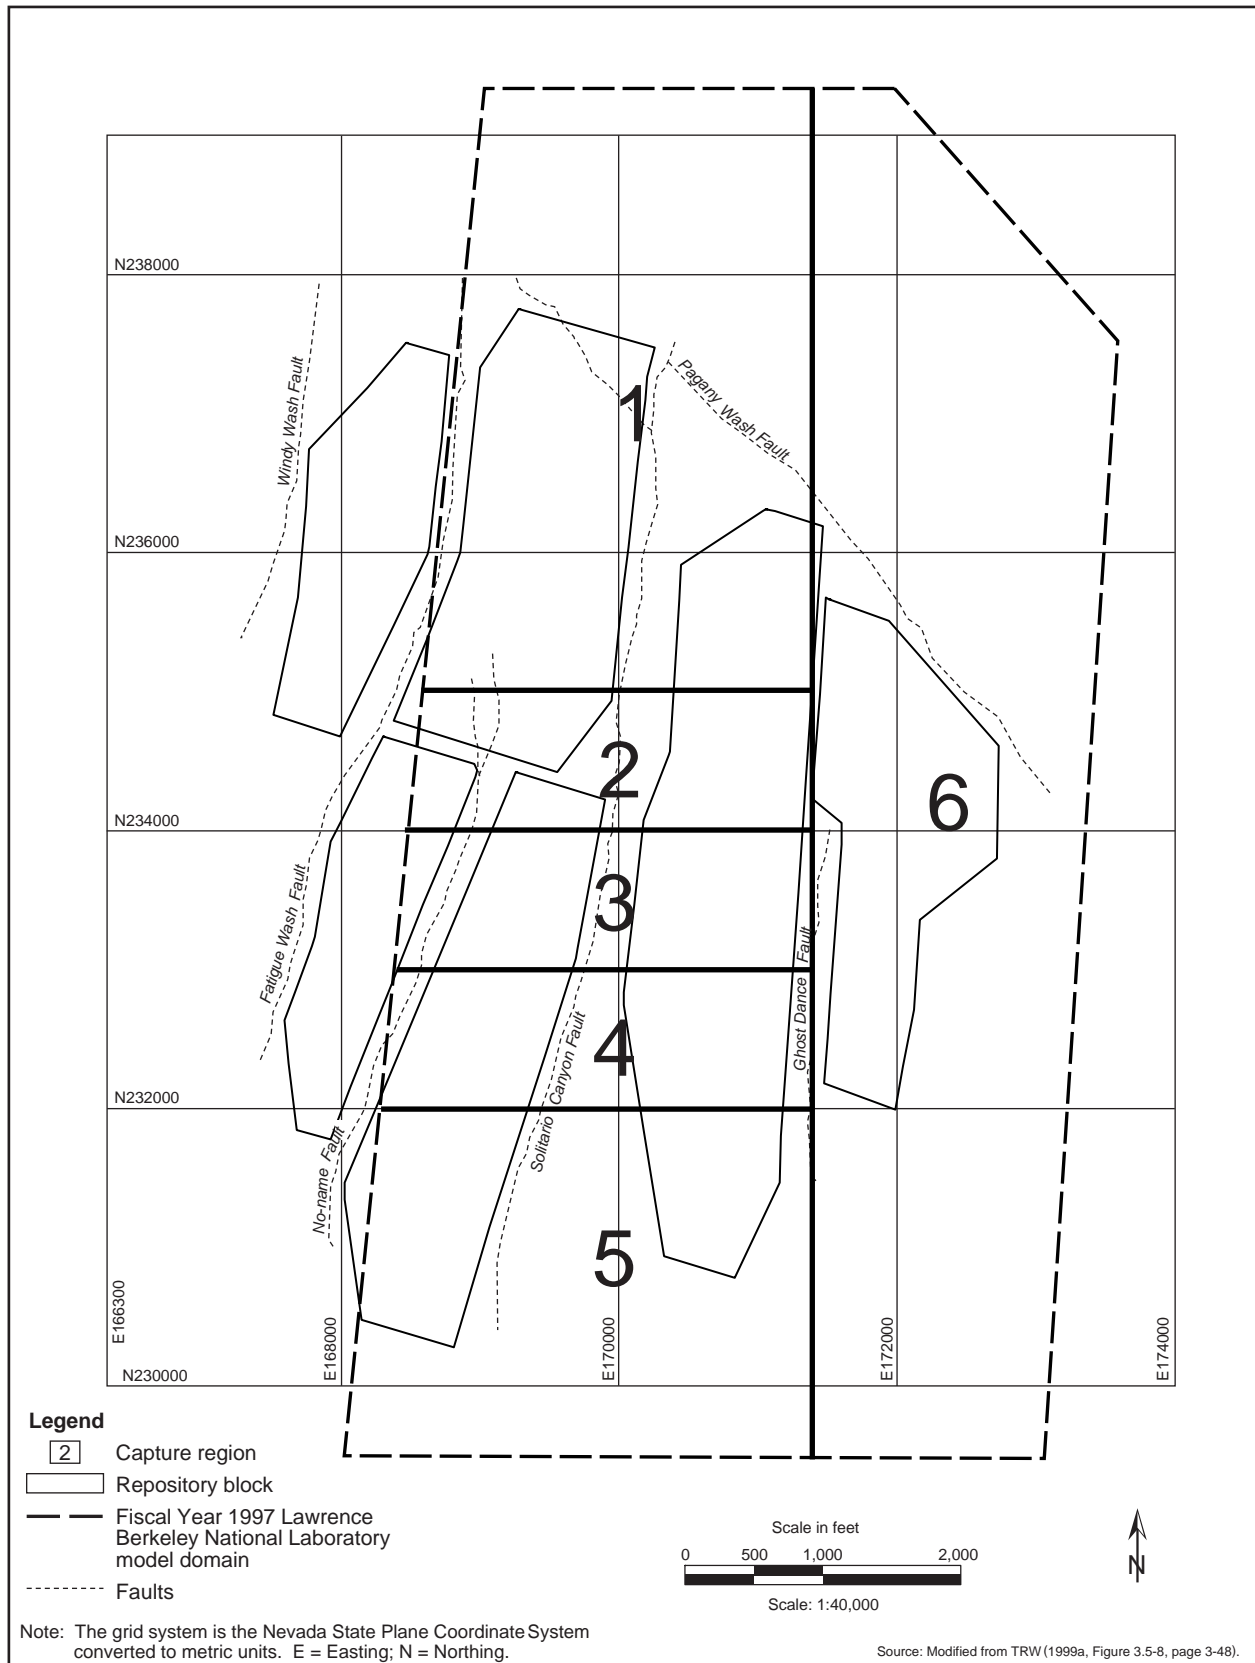 N238000
Windy Wash Fault
1
Pagany Wash Fault
N236000
2
6
N234000
3
Fatigue Wash Fault
Ghost Dance Fault
4
Solitario Canyon Fault
N232000
No-name Fault
5
E166300
E168000
E170000
E172000
E174000
N230000
Legend
2 Capture region
Repository block
Fiscal Year 1997 Lawrence
Berkeley National Laboratory
model domain
Faults
Scale in feet
0 500 1,000 2,000
Scale: 1:40,000
N
Note: The grid system is the Nevada State Plane Coordinate System
converted to metric units. E = Easting; N = Northing.
Source: Modified from TRW (1999a, Figure 3.5-8, page 3-48).